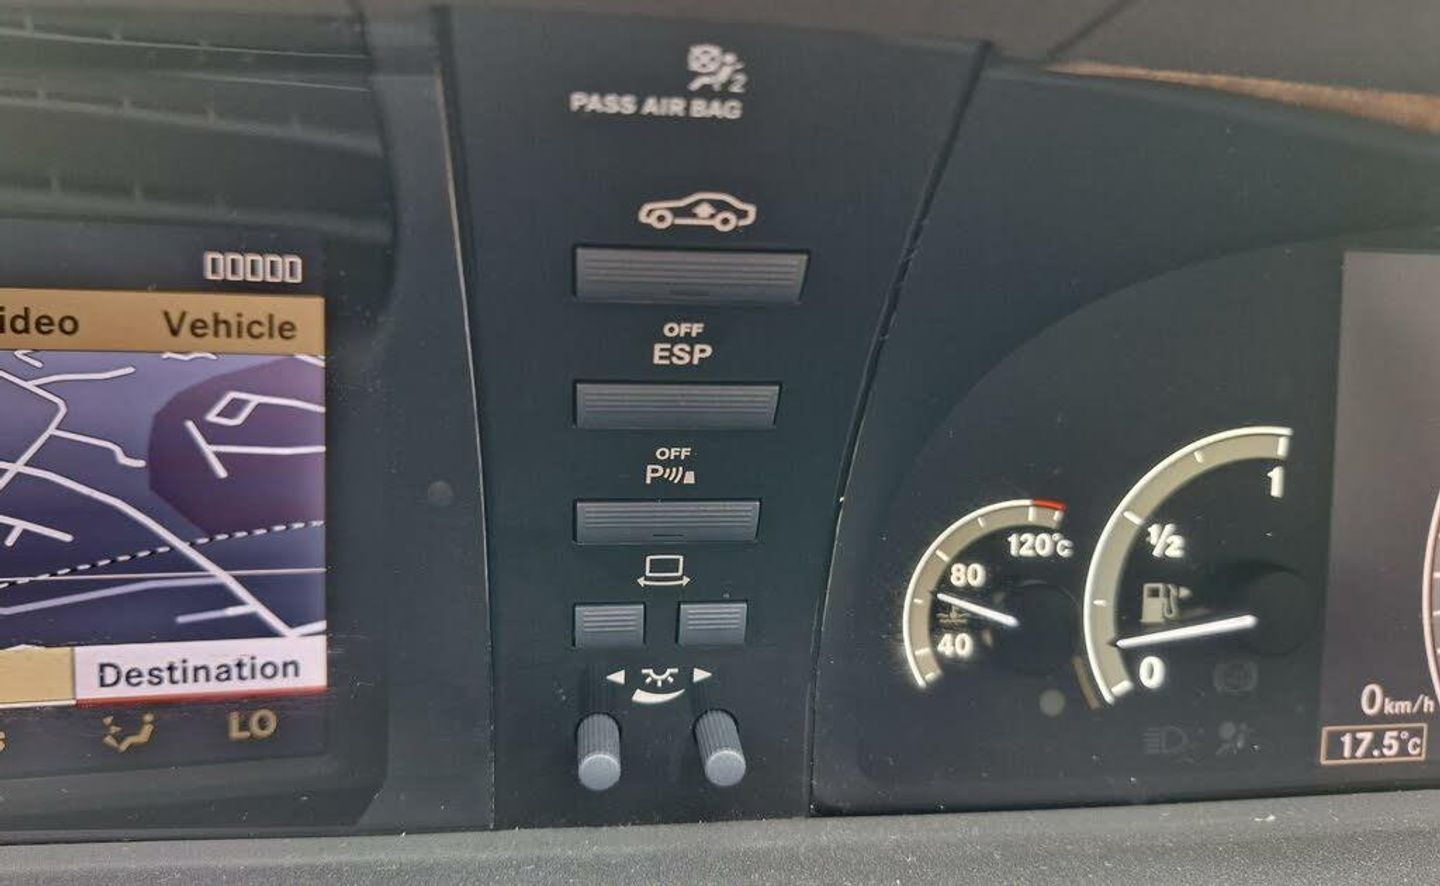 PASS AIR BAG
2
00000
ideo Vehicle
OFF
ESP
OFF
P
Destination
LO
120°C
80
40
1
½
0
0km/h
17.5°C